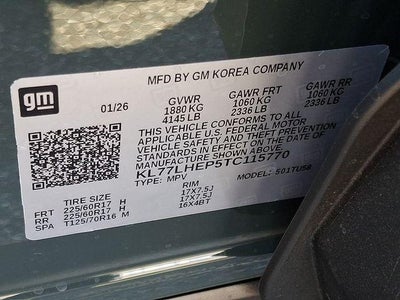 MFD BY GM KOREA COMPANY
gm
01/26
GVWR GAWR FRT GAWR RR
1880 KG 1060 KG 1060 KG
4145 LB 2336 LB 2336 LB
THIS VEHICLE CONFORMS TO ALL
APPLICABLE U.S. FEDERAL MOTOR
VEHICLE SAFETY AND THEFT PREVENTION
STANDARDS IN EFFECT ON THE DATE OF
MANUFACTURE SHOWN ABOVE.
KL77LHEP5TC115770
TYPE: MPV MODEL: 501TU58
TIRE SIZE RIM
FRT 225/60R17 H 17X7.5J
RR 225/60R17 H 17X7.5J
SPA T125/70R16 M 16X4BT